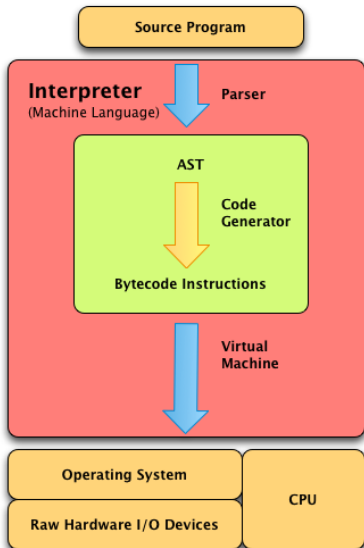 Source Program
Interpreter
(Machine Language)
Parser
AST
Code
Generator
Bytecode Instructions
Virtual
Machine
Operating System
CPU
Raw Hardware I/O Devices